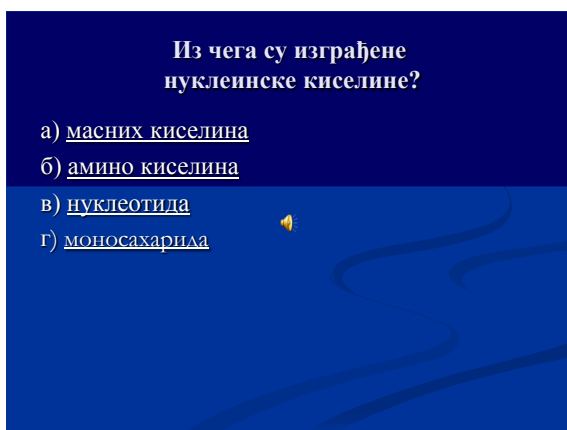 Из чега су изграђене
нуклеинске киселине?
а) масних киселина
б) амино киселина
в) нуклеотида
г) моносахарида